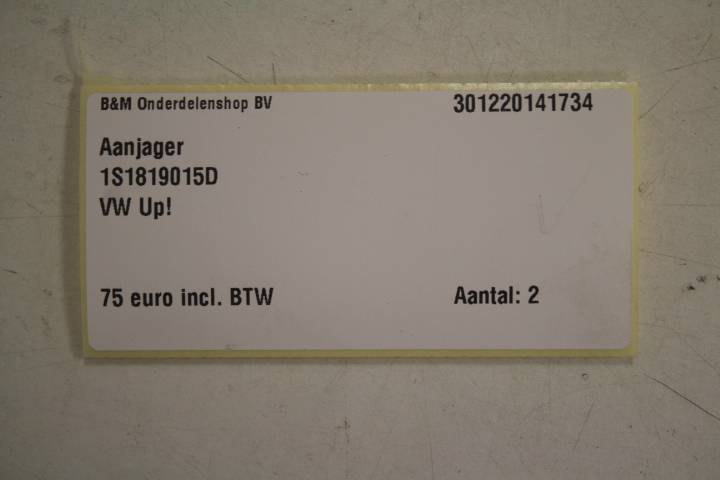 B&M Onderdelenshop BV 301220141734
Aanjager
1S1819015D
VW Up!
75 euro incl. BTW Aantal: 2